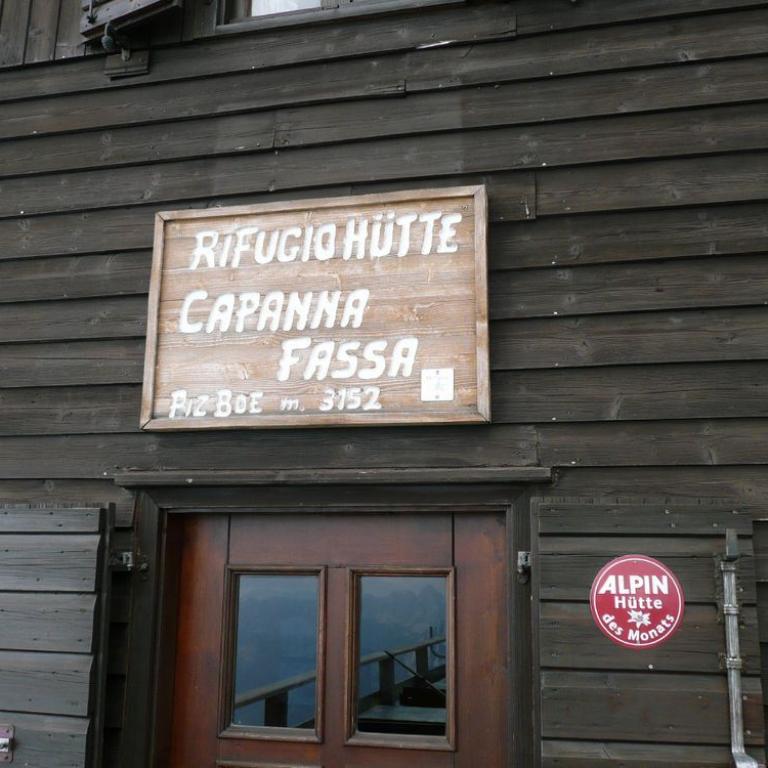 RIFUGIO HÜTTE
CAPANNA
FASSA
PIZ BOE m. 3152
ALPIN
Hütte
des Monats